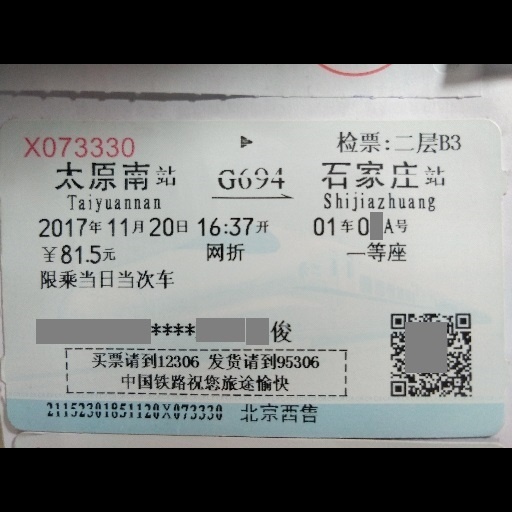 X073330 检票:二层B3
太原南站 G694 石家庄站
Taiyuannan Shijiazhuang
2017年11月20日 16:37开 01车0 A号
￥81.5元 网折 一等座
限乘当日当次车
****俊
买票请到12306 发货请到95306
中国铁路祝您旅途愉快
21152301851120X073330 北京西售